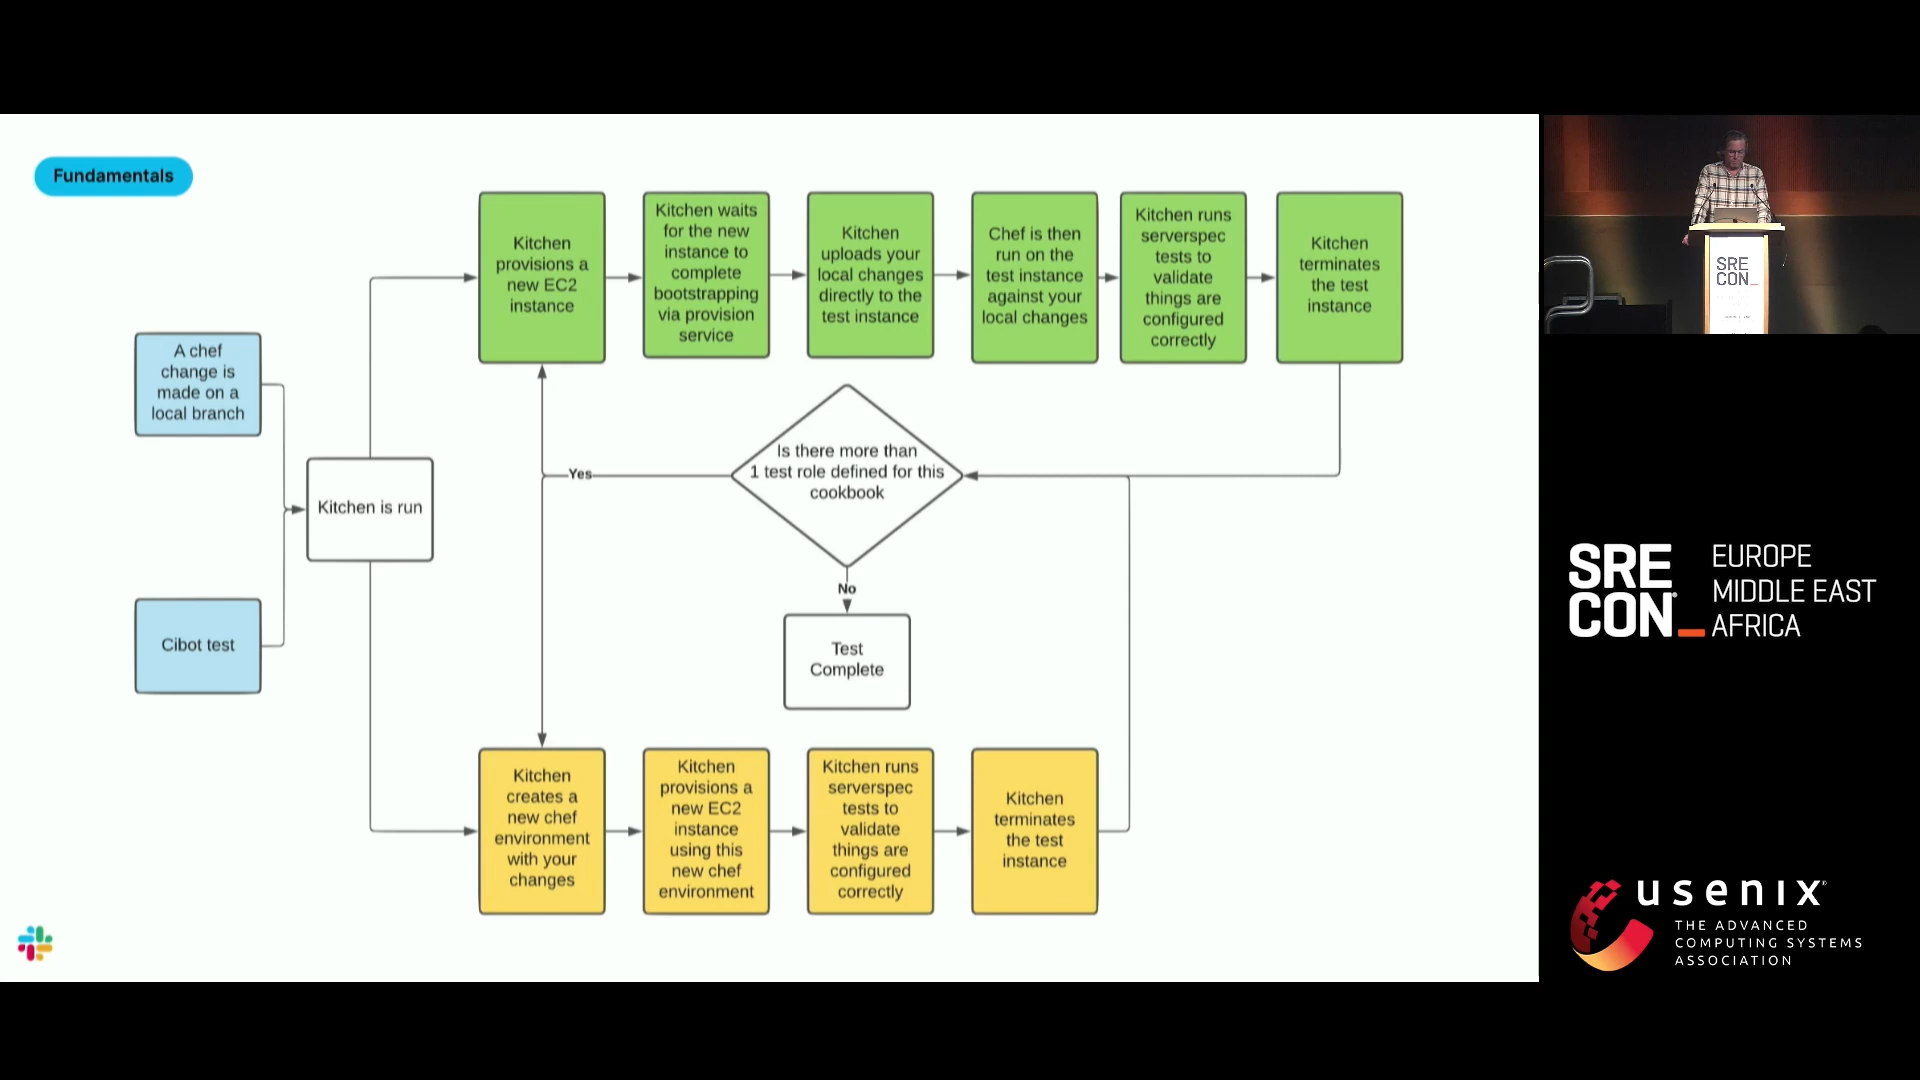 Fundamentals
Kitchen
provisions a
new EC2
instance
Kitchen waits
for the new
instance to
complete
bootstrapping
via provision
service
Kitchen
uploads your
local changes
directly to the
test instance
Chef is then
run on the
test instance
against your
local changes
Kitchen runs
serverspec
tests to
validate
things are
configured
correctly
Kitchen
terminates
the test
instance
A chef
change is
made on a
local branch
Kitchen is run
Cibot test
Yes
Is there more than
1 test role defined for this
cookbook
No
Test
Complete
Kitchen
creates a
new chef
environment
with your
changes
Kitchen
provisions a
new EC2
instance
using this
new chef
environment
Kitchen runs
serverspec
tests to
validate
things are
configured
correctly
Kitchen
terminates
the test
instance
SRE
CON_
SRE
CON_
EUROPE
MIDDLE EAST
AFRICA
usenix
THE ADVANCED
COMPUTING SYSTEMS
ASSOCIATION